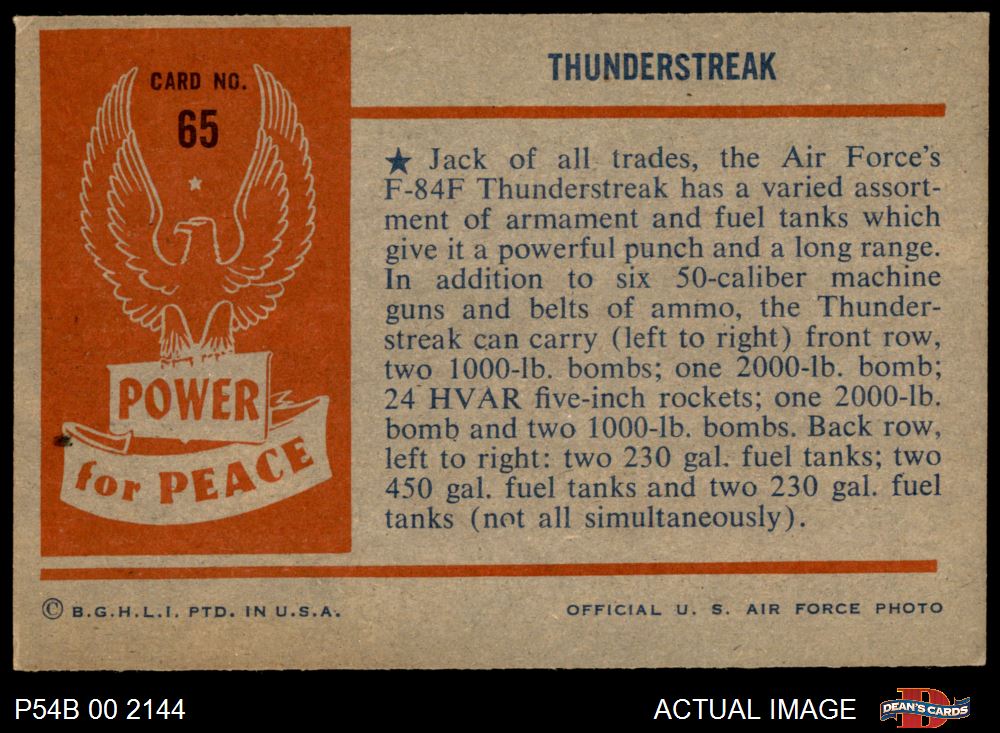 CARD NO.
65
POWER
for PEACE
THUNDERSTREAK
★ Jack of all trades, the Air Force's
F-84F Thunderstreak has a varied assort-
ment of armament and fuel tanks which
give it a powerful punch and a long range.
In addition to six 50-caliber machine
guns and belts of ammo, the Thunder-
streak can carry (left to right) front row,
two 1000-lb. bombs; one 2000-lb. bomb;
24 HVAR five-inch rockets; one 2000-lb.
bomb and two 1000-lb. bombs. Back row,
left to right: two 230 gal. fuel tanks; two
450 gal. fuel tanks and two 230 gal. fuel
tanks (not all simultaneously).
© B.G.H.L.I. PTD. IN U.S.A.
OFFICIAL U. S. AIR FORCE PHOTO
P54B 00 2144
ACTUAL IMAGE
DEAN'S CARDS